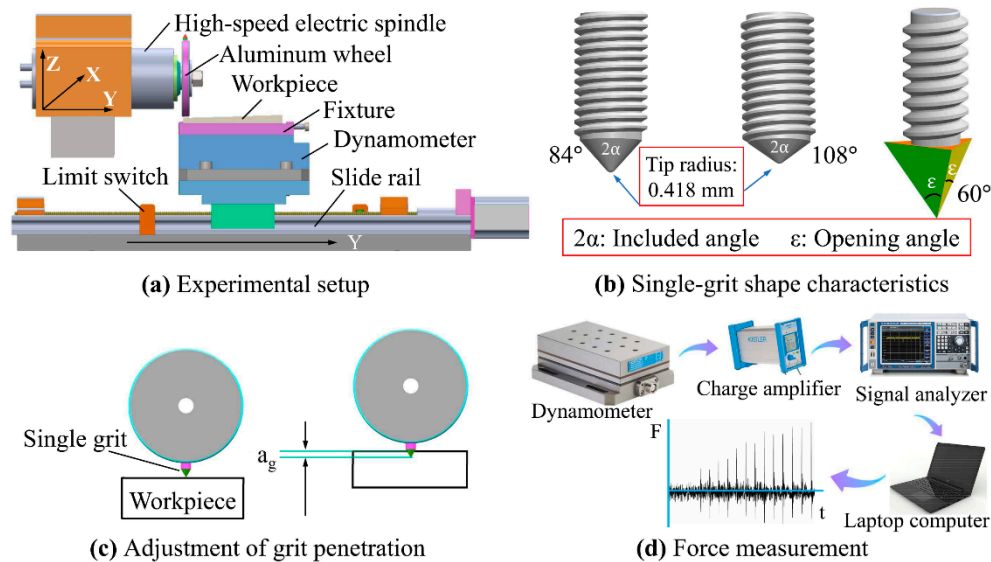 High-speed electric spindle
Aluminum wheel
Z
X
Y
Workpiece
Fixture
Dynamometer
Limit switch
Slide rail
Y
(a) Experimental setup
2α
2α
84°
108°
Tip radius:
0.418 mm
ε
ε
60°
2α: Included angle ε: Opening angle
(b) Single-grit shape characteristics
Single grit
Workpiece
ag
(c) Adjustment of grit penetration
KISTLER
Dynamometer
Charge amplifier
Signal analyzer
F
t
Laptop computer
(d) Force measurement